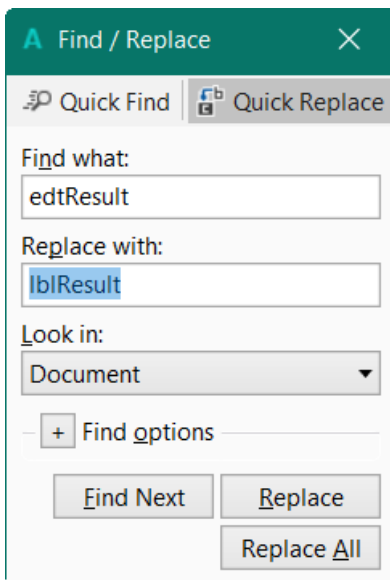 A Find / Replace
Quick Find Quick Replace
Find what:
edtResult
Replace with:
lblResult
Look in:
Document
+ Find options
Find Next Replace
Replace All